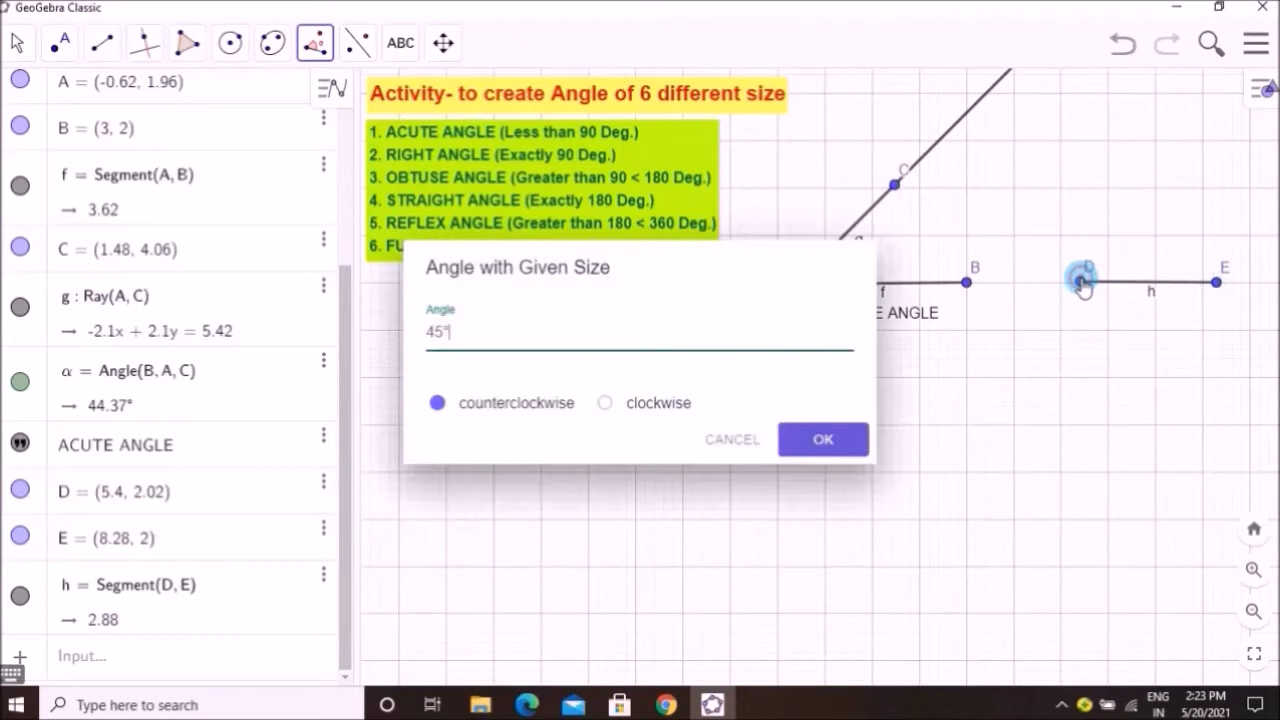 GeoGebra Classic
ABC
A = (-0.62, 1.96)
B = (3, 2)
f = Segment(A, B)
→ 3.62
C = (1.48, 4.06)
g : Ray(A, C)
→ -2.1x + 2.1y = 5.42
α = Angle(B, A, C)
→ 44.37°
ACUTE ANGLE
D = (5.4, 2.02)
E = (8.28, 2)
h = Segment(D, E)
→ 2.88
Input...
Activity- to create Angle of 6 different size
1. ACUTE ANGLE (Less than 90 Deg.)
2. RIGHT ANGLE (Exactly 90 Deg.)
3. OBTUSE ANGLE (Greater than 90 < 180 Deg.)
4. STRAIGHT ANGLE (Exactly 180 Deg.)
5. REFLEX ANGLE (Greater than 180 < 360 Deg.)
6. FU
C
B
D
E
f
h
E ANGLE
Angle with Given Size
Angle
45°
counterclockwise
clockwise
CANCEL
OK
Type here to search
ENG
IN
2:23 PM
5/20/2021